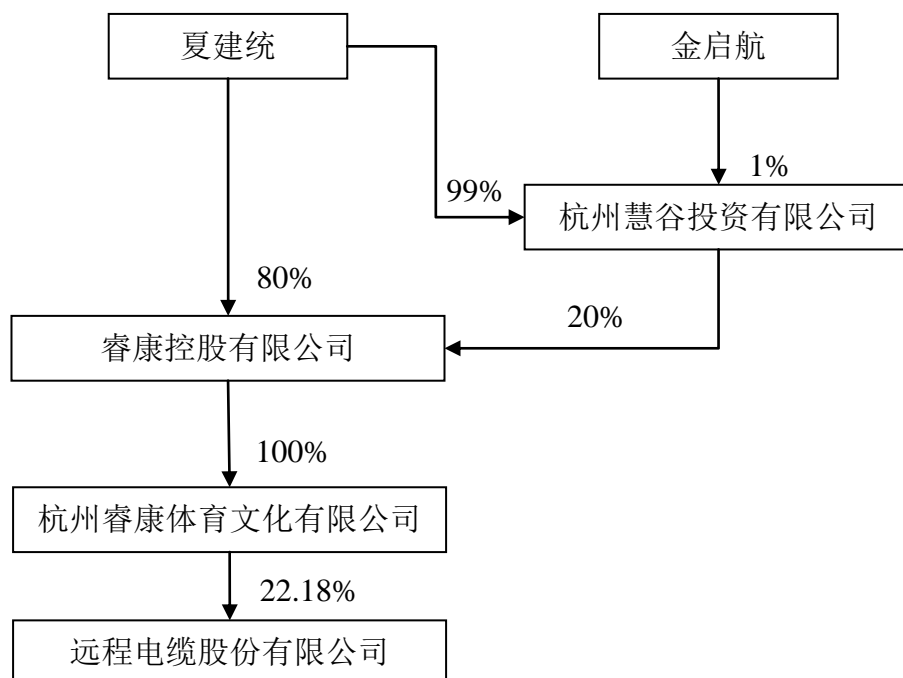 夏建统
金启航
1%
99%
杭州慧谷投资有限公司
80%
20%
睿康控股有限公司
100%
杭州睿康体育文化有限公司
22.18%
远程电缆股份有限公司